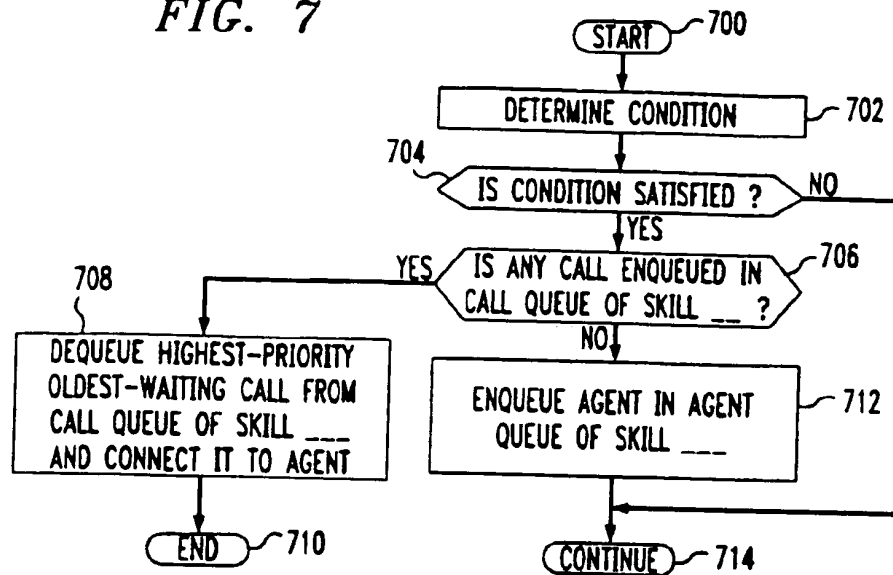 FIG. 7
START
700
DETERMINE CONDITION
702
704
IS CONDITION SATISFIED ?
NO
YES
IS ANY CALL ENQUEUED IN
CALL QUEUE OF SKILL __ ?
706
YES
NO
708
DEQUEUE HIGHEST-PRIORITY
OLDEST-WAITING CALL FROM
CALL QUEUE OF SKILL ___
AND CONNECT IT TO AGENT
ENQUEUE AGENT IN AGENT
QUEUE OF SKILL ___
712
END
710
CONTINUE
714